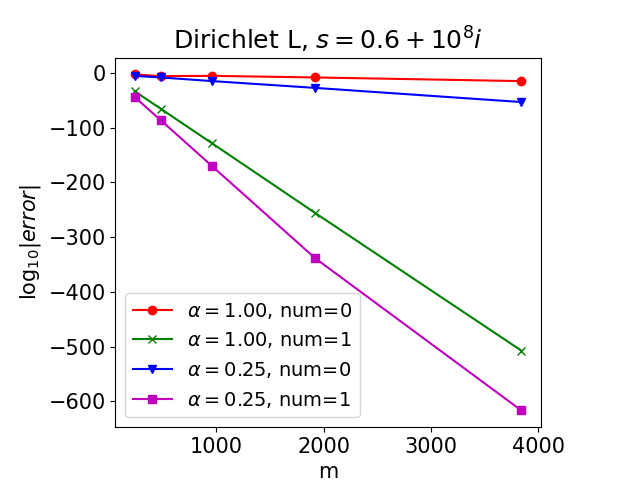 Dirichlet L, $s = 0.6 + 10^8 i$
0
−100
−200
−300
−400
−500
−600
log₁₀|error|
α = 1.00, num=0
α = 1.00, num=1
α = 0.25, num=0
α = 0.25, num=1
1000 2000 3000 4000
m